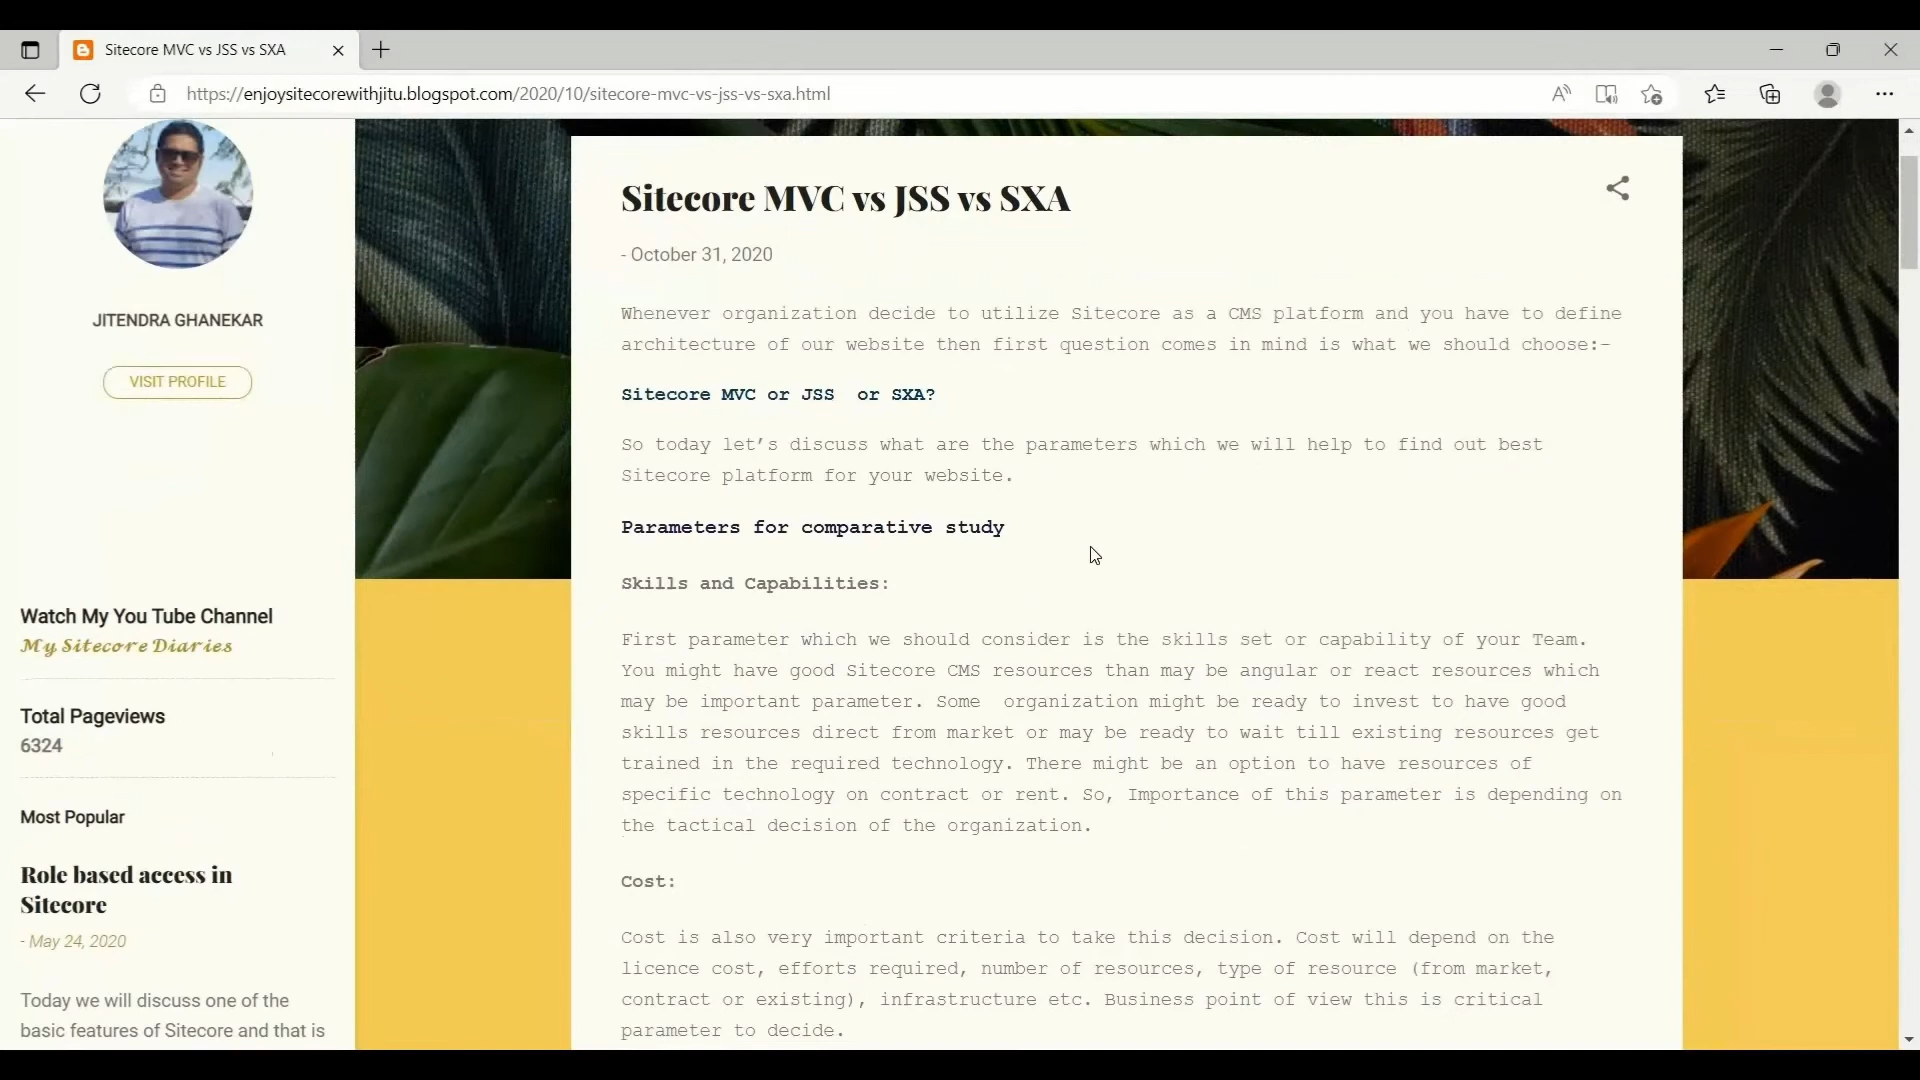 Sitecore MVC vs JSS vs SXA
https://enjoysitecorewithjitu.blogspot.com/2020/10/sitecore-mvc-vs-jss-vs-sxa.html
JITENDRA GHANEKAR
VISIT PROFILE
Watch My You Tube Channel
My Sitecore Diaries
Total Pageviews
6324
Most Popular
Role based access in
Sitecore
- May 24, 2020
Today we will discuss one of the
basic features of Sitecore and that is
Sitecore MVC vs JSS vs SXA
- October 31, 2020
Whenever organization decide to utilize Sitecore as a CMS platform and you have to define
architecture of our website then first question comes in mind is what we should choose:-
Sitecore MVC or JSS  or SXA?
So today let’s discuss what are the parameters which we will help to find out best
Sitecore platform for your website.
Parameters for comparative study
Skills and Capabilities:
First parameter which we should consider is the skills set or capability of your Team.
You might have good Sitecore CMS resources than may be angular or react resources which
may be important parameter. Some  organization might be ready to invest to have good
skills resources direct from market or may be ready to wait till existing resources get
trained in the required technology. There might be an option to have resources of
specific technology on contract or rent. So, Importance of this parameter is depending on
the tactical decision of the organization.
Cost:
Cost is also very important criteria to take this decision. Cost will depend on the
licence cost, efforts required, number of resources, type of resource (from market,
contract or existing), infrastructure etc. Business point of view this is critical
parameter to decide.